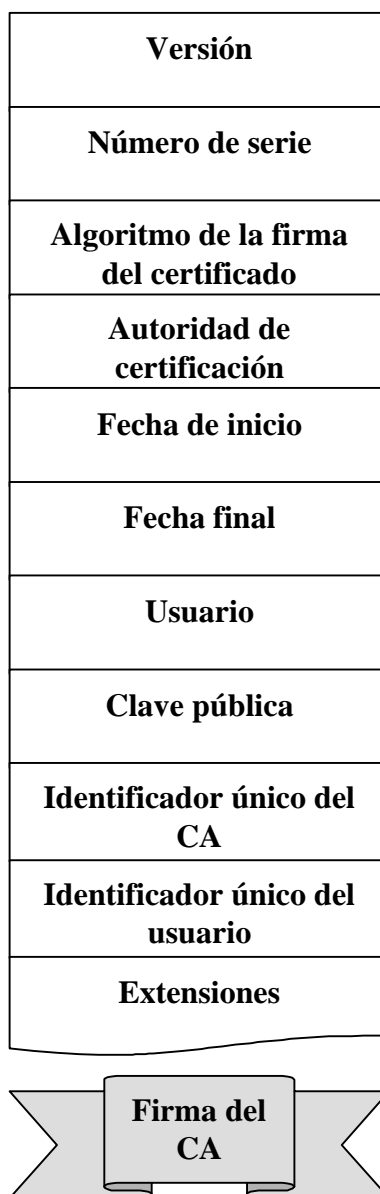 Versión
Número de serie
Algoritmo de la firma
del certificado
Autoridad de
certificación
Fecha de inicio
Fecha final
Usuario
Clave pública
Identificador único del
CA
Identificador único del
usuario
Extensiones
Firma del
CA